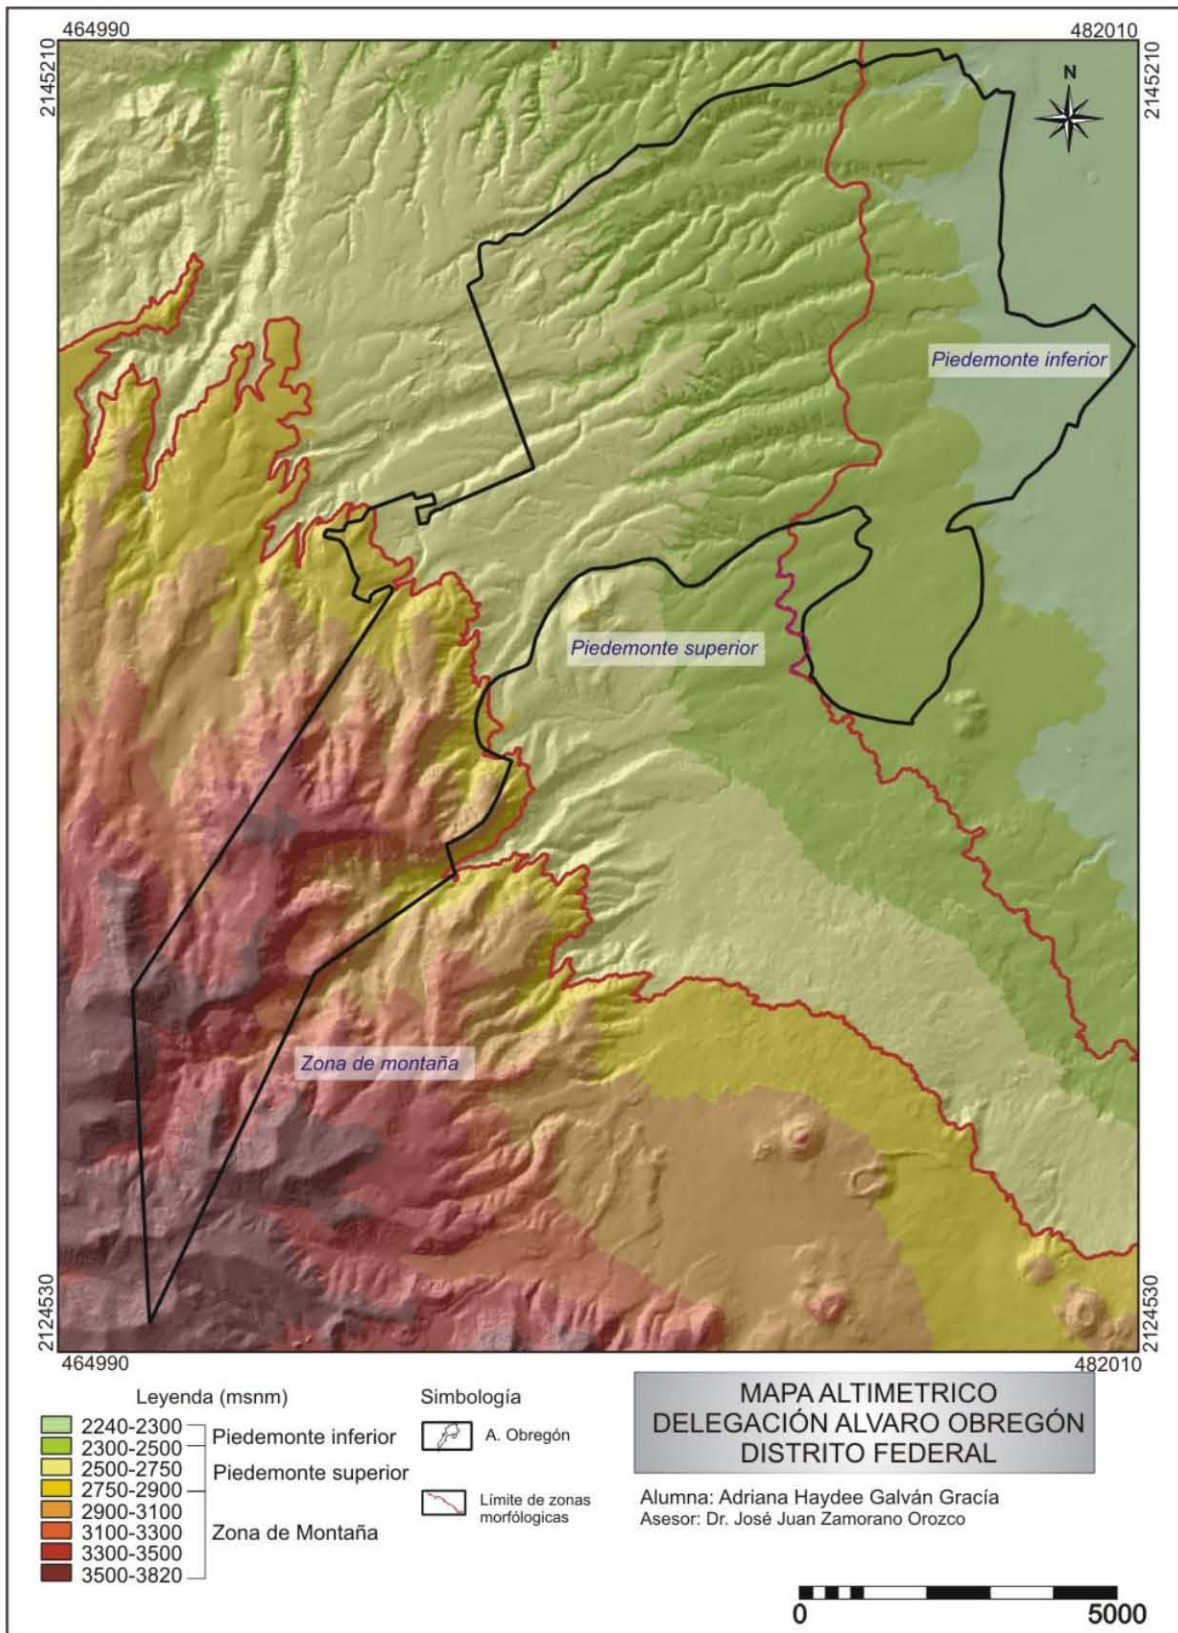 464990
482010
2145210
2145210
N
Piedemonte inferior
Piedemonte superior
Zona de montaña
2124530
2124530
464990
482010
Leyenda (msnm)
2240-2300
2300-2500
2500-2750
2750-2900
2900-3100
3100-3300
3300-3500
3500-3820
Piedemonte inferior
Piedemonte superior
Zona de Montaña
Simbología
A. Obregón
Límite de zonas
morfólogicas
MAPA ALTIMETRICO
DELEGACIÓN ALVARO OBREGÓN
DISTRITO FEDERAL
Alumna: Adriana Haydee Galván Gracía
Asesor: Dr. José Juan Zamorano Orozco
0
5000